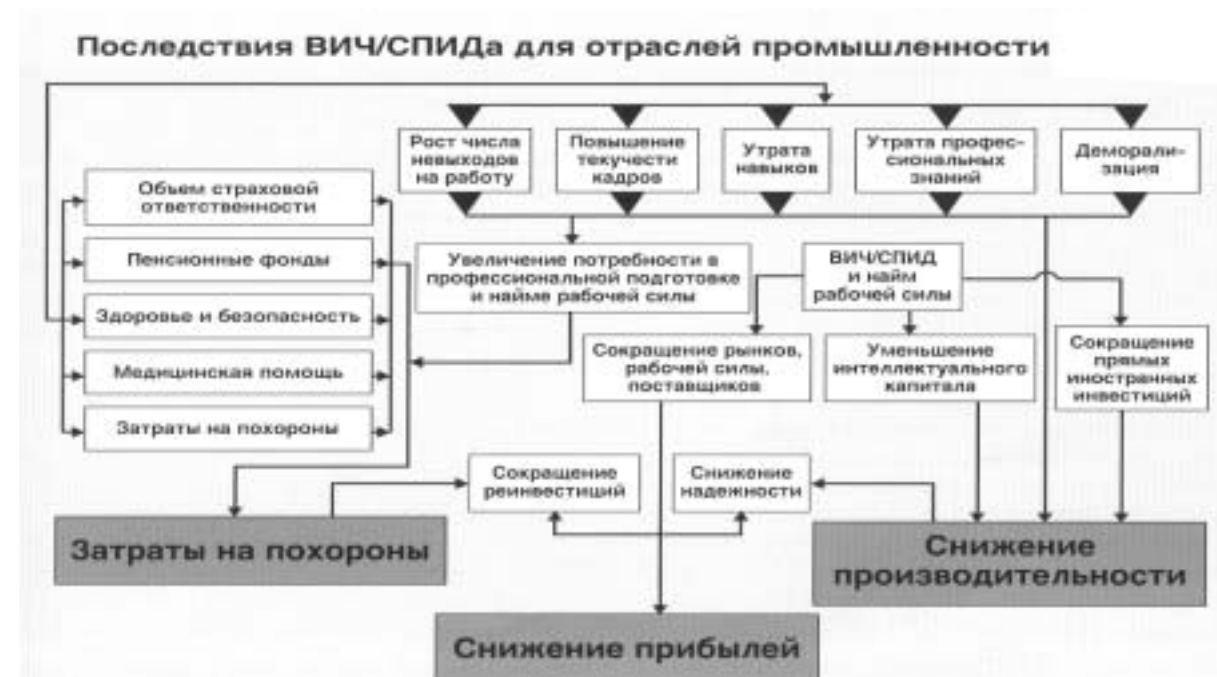 Последствия ВИЧ/СПИДа для отраслей промышленности
Рост числа
невыходов
на работу
Повышение
текучести
кадров
Утрата
навыков
Утрата профес-
сиональных
знаний
Деморали-
зация
Объем страховой
ответственности
Пенсионные фонды
Здоровье и безопасность
Медицинская помощь
Затраты на похороны
Увеличение потребности в
профессиональной подготовке
и найме рабочей силы
ВИЧ/СПИД
и найм
рабочей силы
Сокращение рынков,
рабочей силы,
поставщиков
Уменьшение
интеллектуального
капитала
Сокращение
прямых
иностранных
инвестиций
Сокращение
реинвестиций
Снижение
надежности
Затраты на похороны
Снижение
производительности
Снижение прибылей